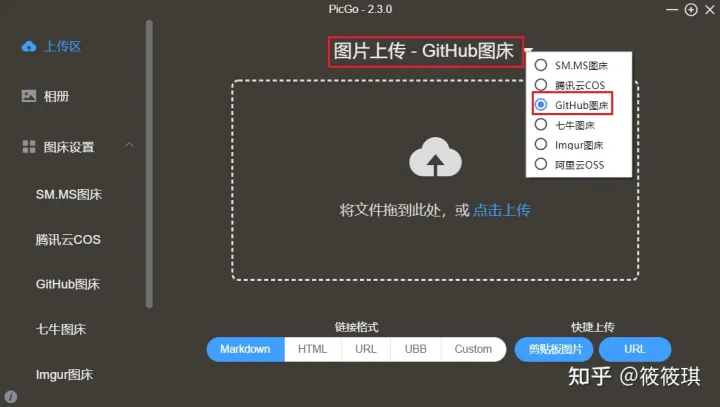 PicGo - 2.3.0
上传区
相册
图床设置
SM.MS图床
腾讯云COS
GitHub图床
七牛图床
Imgur图床
图片上传 - GitHub图床
SM.MS图床
腾讯云COS
GitHub图床
七牛图床
Imgur图床
阿里云OSS
将文件拖到此处，或 点击上传
链接格式
Markdown
HTML
URL
UBB
Custom
快捷上传
剪贴板图片
URL
知乎 @筱筱琪